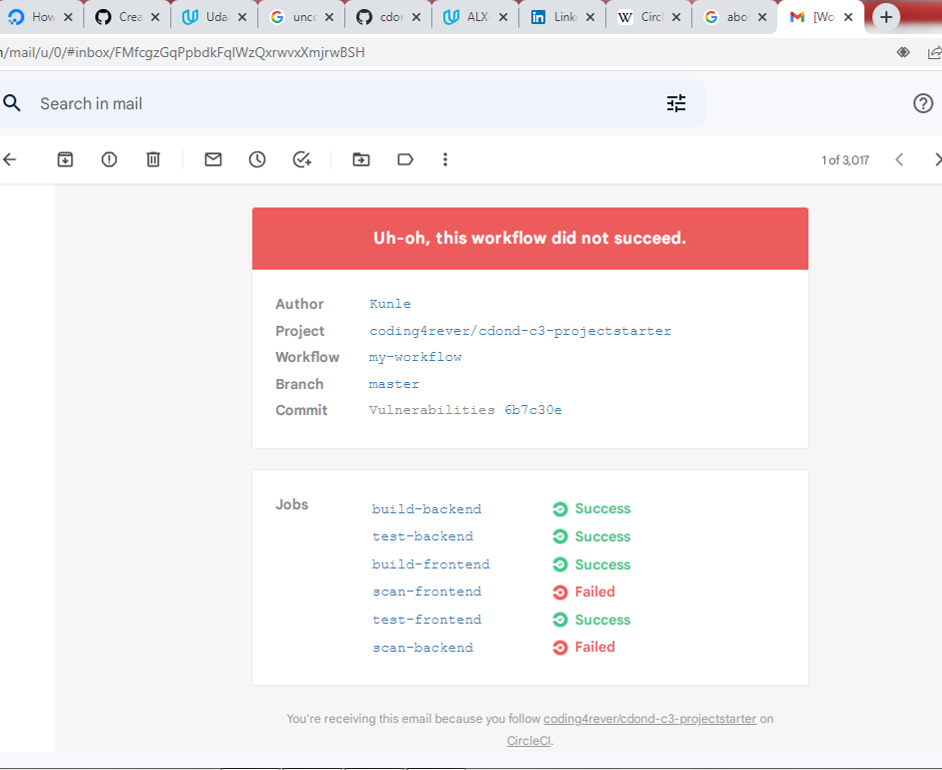 How
Crea
Uda
unco
cdor
ALX-
Link
Circl
abo
[Wo
/mail/u/0/#inbox/FMfcgzGqPpbdkFqlWzQxrwvxXmjrwBSH
Search in mail
1 of 3,017
Uh-oh, this workflow did not succeed.
Author Kunle
Project coding4rever/cdond-c3-projectstarter
Workflow my-workflow
Branch master
Commit Vulnerabilities 6b7c30e
Jobs build-backend Success
test-backend Success
build-frontend Success
scan-frontend Failed
test-frontend Success
scan-backend Failed
You're receiving this email because you follow coding4rever/cdond-c3-projectstarter on
CircleCI.